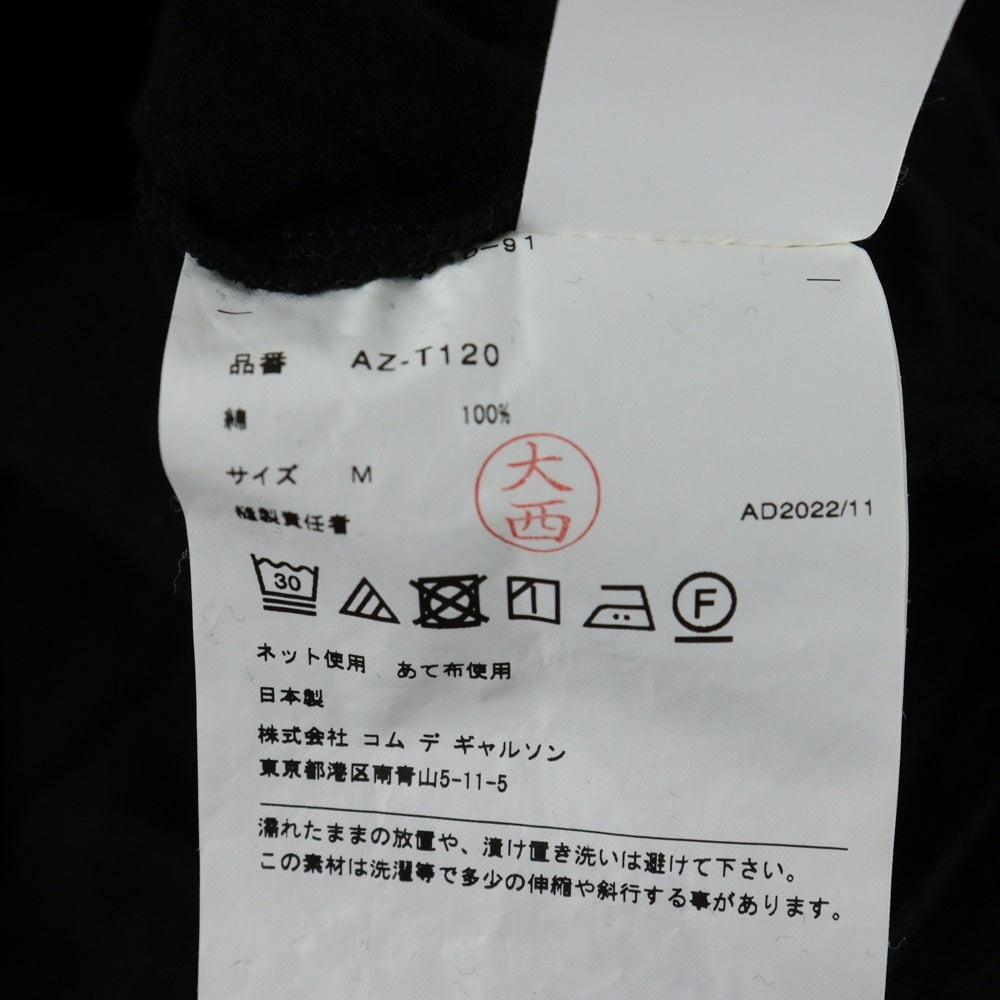 -91
品番 AZ-T120
綿 100%
サイズ M
大西
縫製責任者
AD2022/11
30
F
ネット使用 あて布使用
日本製
株式会社 コム デ ギャルソン
東京都港区南青山5-11-5
濡れたままの放置や、漬け置き洗いは避けて下さい。
この素材は洗濯等で多少の伸縮や斜行する事があります。